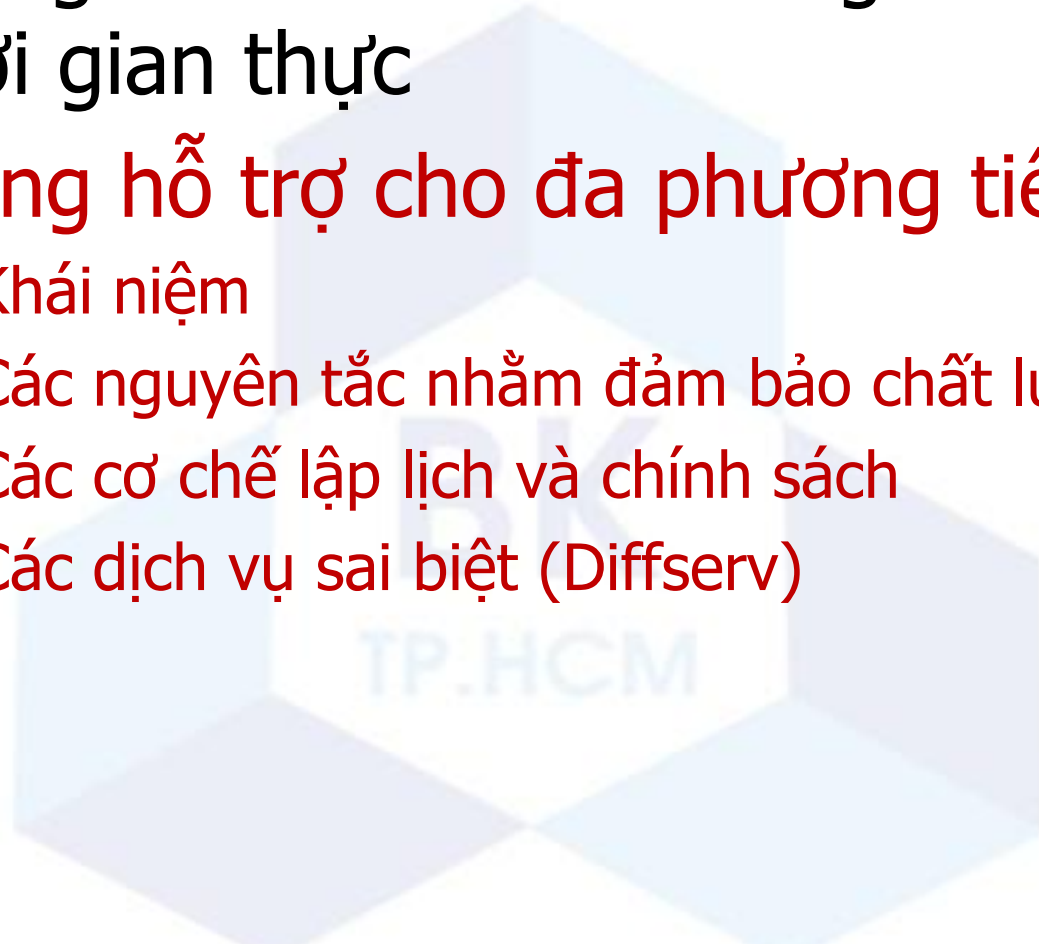 ời gian thực
ng hỗ trợ cho đa phương tiệ
Khái niệm
Các nguyên tắc nhằm đảm bảo chất lư
Các cơ chế lập lịch và chính sách
Các dịch vụ sai biệt (Diffserv)
BK
TP.HCM